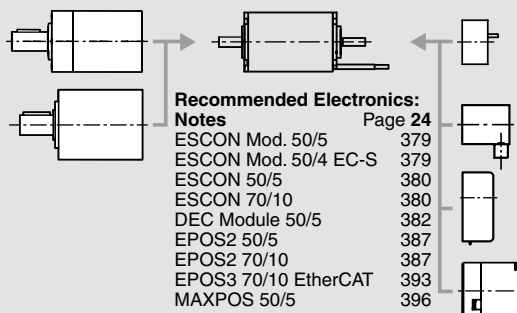 Recommended Electronics:
Notes Page 24
ESCON Mod. 50/5 379
ESCON Mod. 50/4 EC-S 379
ESCON 50/5 380
ESCON 70/10 380
DEC Module 50/5 382
EPOS2 50/5 387
EPOS2 70/10 387
EPOS3 70/10 EtherCAT 393
MAXPOS 50/5 396